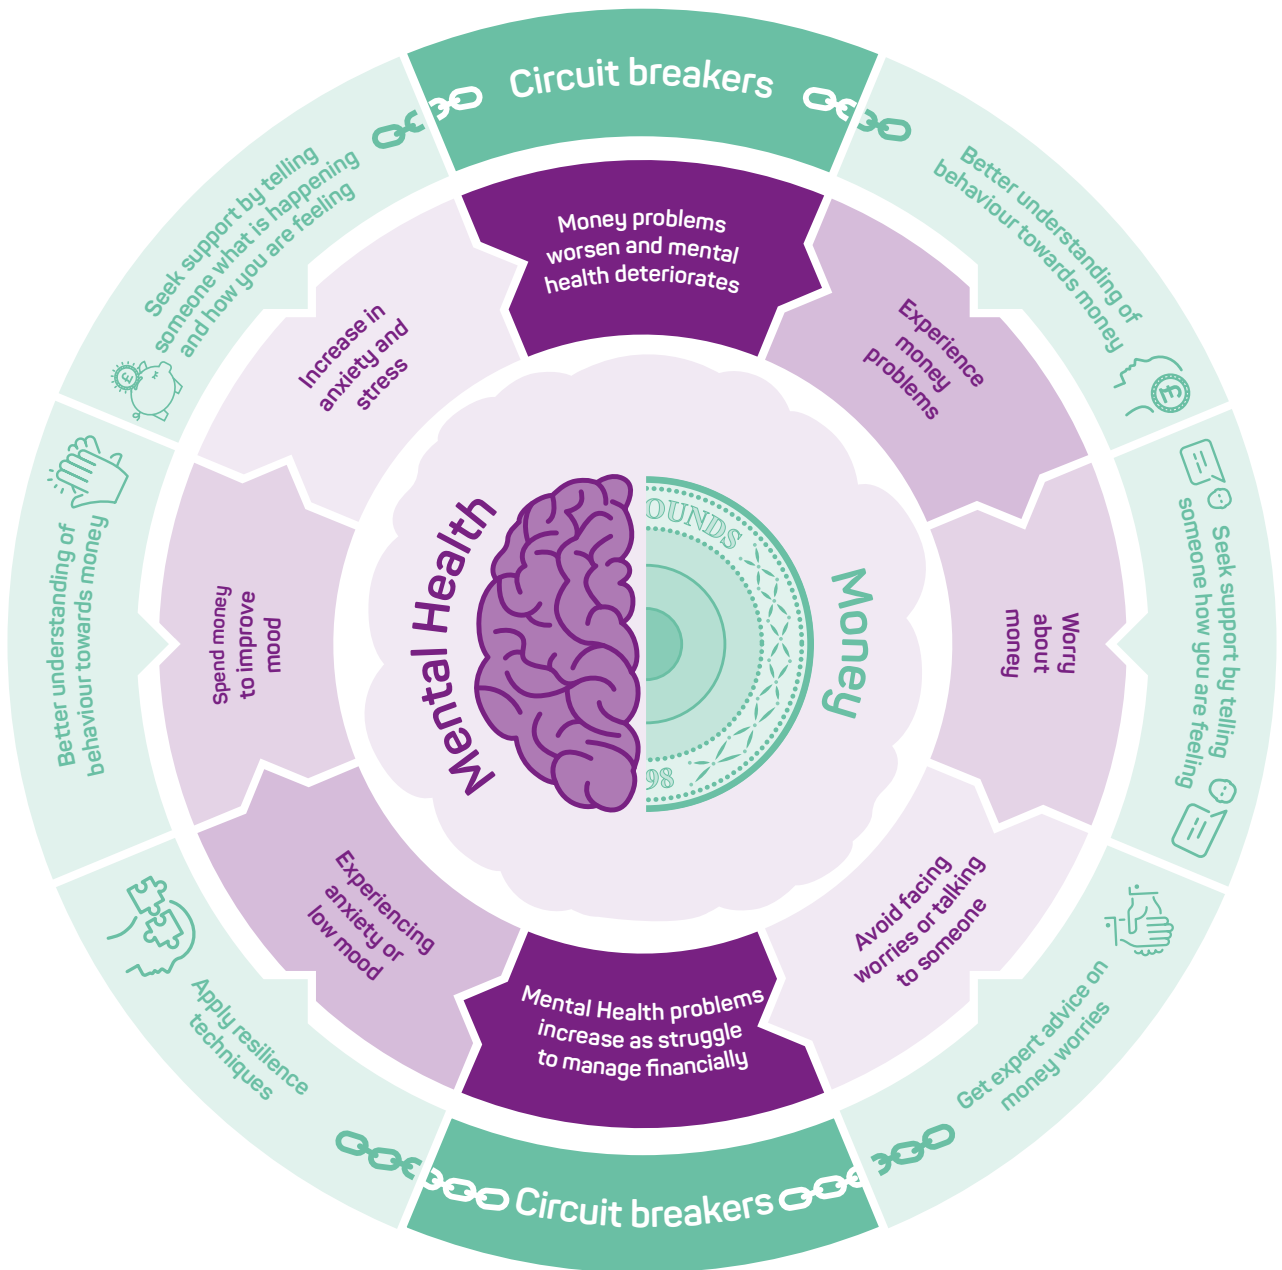 Circuit breakers
Better understanding of
behaviour towards money
£
Seek support by telling
someone how you are feeling
Get expert advice on
money worries
Circuit breakers
Apply resilience
techniques
Better understanding of
behaviour towards money
Seek support by telling
someone what is happening
and how you are feeling
£
Money problems
worsen and mental
health deteriorates
Experience
money
problems
Worry
about
money
Avoid facing
worries or talking
to someone
Mental Health problems
increase as struggle
to manage financially
Experiencing
anxiety or
low mood
Spend money
to improve
mood
Increase in
anxiety and
stress
Mental Health
Money
OUNDS
98